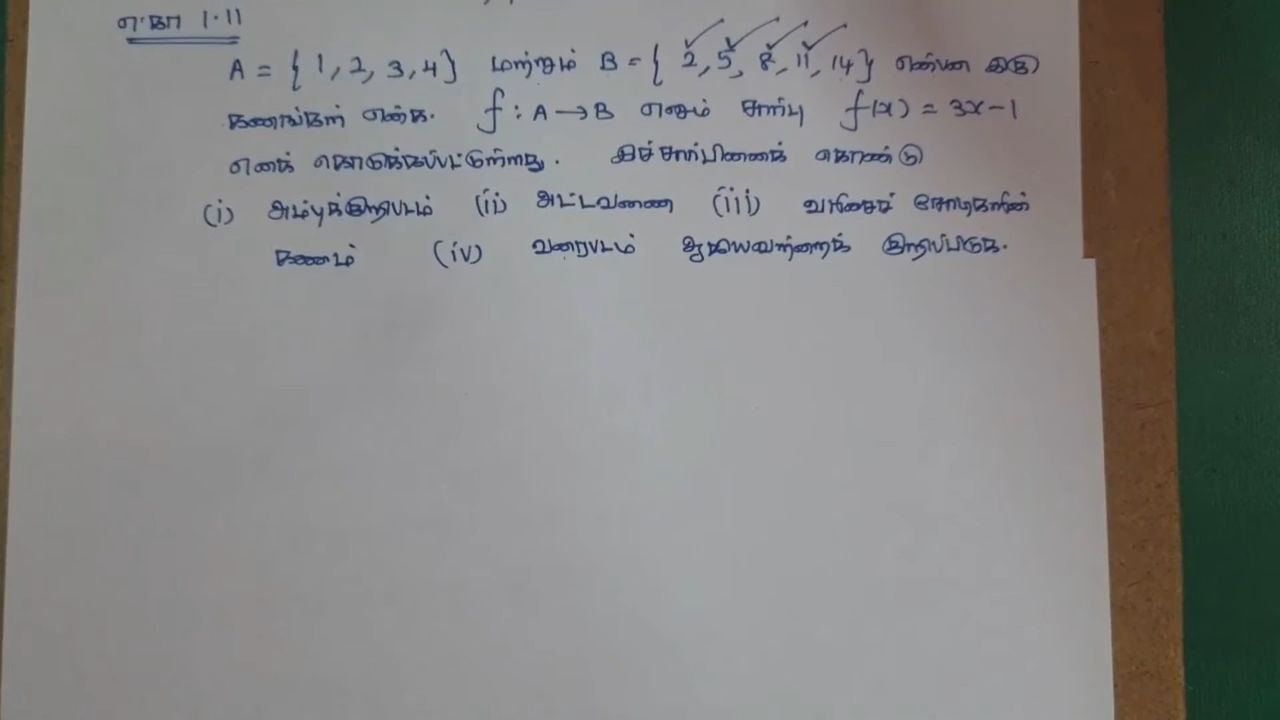 எ.கா 1.11
A = { 1, 2, 3, 4 } மற்றும் B = { 2, 5, 8, 11, 14 } என்பன இரு
கணங்கள் என்க. f : A → B எனும் சார்பு f(x) = 3x − 1
எனக் கொடுக்கப்பட்டுள்ளது. இச்சார்பினைக் கொண்டு
(i) அம்புக்குறிபடம் (ii) அட்டவணை (iii) வரிசைச் சோடிகளின்
கணம் (iv) வரைபடம் ஆகியவற்றைக் குறிப்பிடுக.